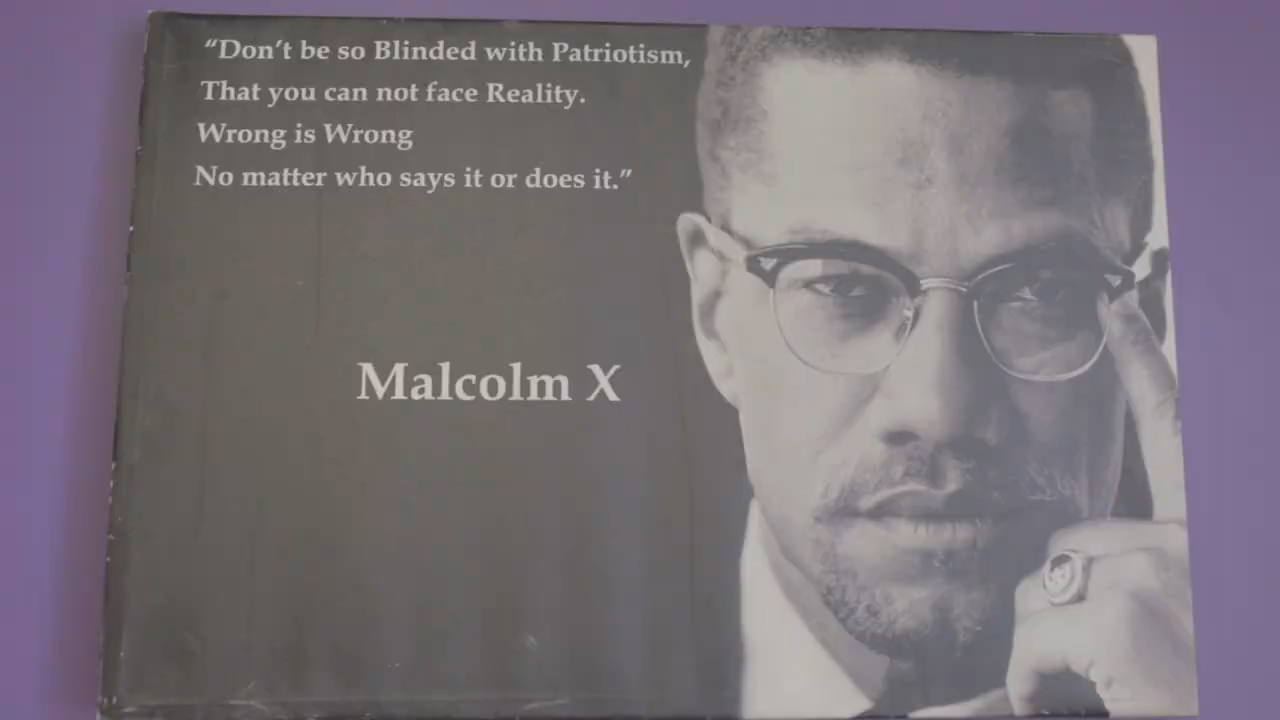 “Don’t be so Blinded with Patriotism,
That you can not face Reality.
Wrong is Wrong
No matter who says it or does it.”
Malcolm X